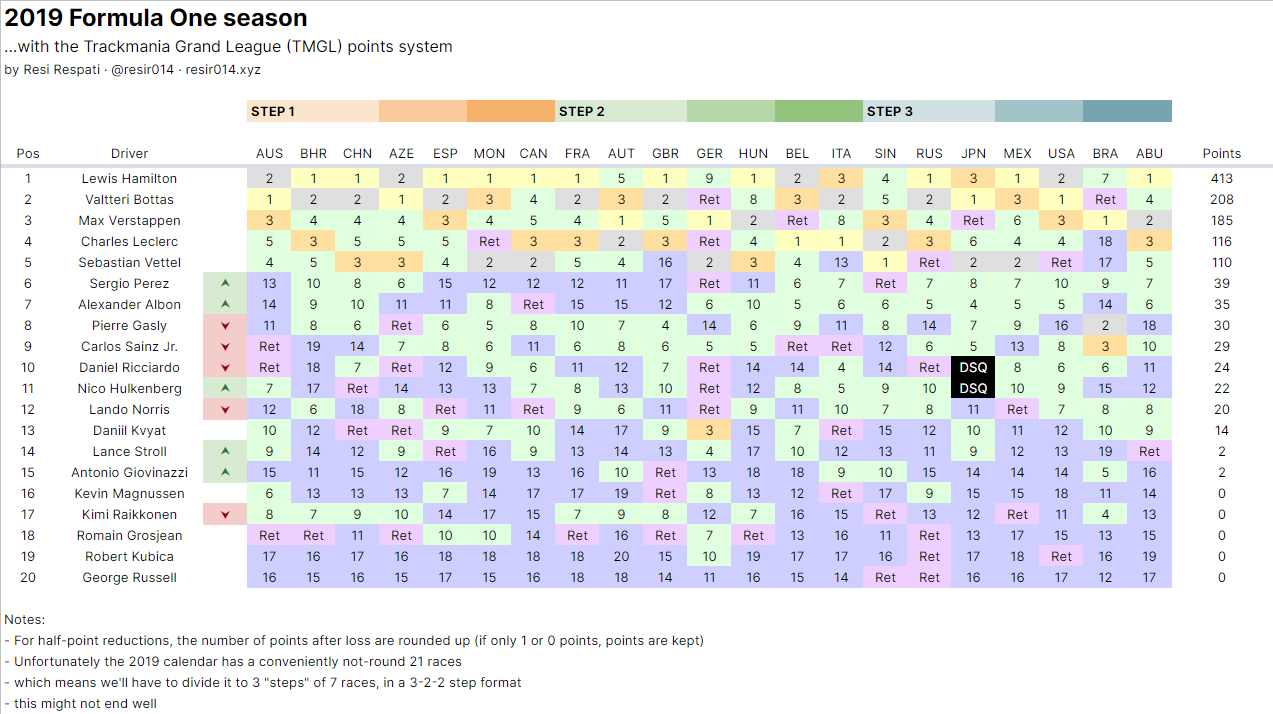 2019 Formula One season
...with the Trackmania Grand League (TMGL) points system
by Resi Respati · @resir014 · resir014.xyz
STEP 1 STEP 2 STEP 3
Pos Driver AUS BHR CHN AZE ESP MON CAN FRA AUT GBR GER HUN BEL ITA SIN RUS JPN MEX USA BRA ABU Points
1 Lewis Hamilton 2 1 1 2 1 1 1 1 5 1 9 1 2 3 4 1 3 1 2 7 1 413
2 Valtteri Bottas 1 2 2 1 2 3 4 2 3 2 Ret 8 3 2 5 2 1 3 1 Ret 4 208
3 Max Verstappen 3 4 4 4 3 4 5 4 1 5 1 2 Ret 8 3 4 Ret 6 3 1 2 185
4 Charles Leclerc 5 3 5 5 5 Ret 3 3 2 3 Ret 4 1 1 2 3 6 4 4 18 3 116
5 Sebastian Vettel 4 5 3 3 4 2 2 5 4 16 2 3 4 13 1 Ret 2 2 Ret 17 5 110
6 Sergio Perez 13 10 8 6 15 12 12 12 11 17 Ret 11 6 7 Ret 7 8 7 10 9 7 39
7 Alexander Albon 14 9 10 11 11 8 Ret 15 15 12 6 10 5 6 6 5 4 5 5 14 6 35
8 Pierre Gasly 11 8 6 Ret 6 5 8 10 7 4 14 6 9 11 8 14 7 9 16 2 18 30
9 Carlos Sainz Jr. Ret 19 14 7 8 6 11 6 8 6 5 5 Ret Ret 12 6 5 13 8 3 10 29
10 Daniel Ricciardo Ret 18 7 Ret 12 9 6 11 12 7 Ret 14 14 4 14 Ret DSQ 8 6 6 11 24
11 Nico Hulkenberg 7 17 Ret 14 13 13 7 8 13 10 Ret 12 8 5 9 10 DSQ 10 9 15 12 22
12 Lando Norris 12 6 18 8 Ret 11 Ret 9 6 11 Ret 9 11 10 7 8 11 Ret 7 8 8 20
13 Daniil Kvyat 10 12 Ret Ret 9 7 10 14 17 9 3 15 7 Ret 15 12 10 11 12 10 9 14
14 Lance Stroll 9 14 12 9 Ret 16 9 13 14 13 4 17 10 12 13 11 9 12 13 19 Ret 2
15 Antonio Giovinazzi 15 11 15 12 16 19 13 16 10 Ret 13 18 18 9 10 15 14 14 14 5 16 2
16 Kevin Magnussen 6 13 13 13 7 14 17 17 19 Ret 8 13 12 Ret 17 9 15 15 18 11 14 0
17 Kimi Raikkonen 8 7 9 10 14 17 15 7 9 8 12 7 16 15 Ret 13 12 Ret 11 4 13 0
18 Romain Grosjean Ret Ret 11 Ret 10 10 14 Ret 16 Ret 7 Ret 13 16 11 Ret 13 17 15 13 15 0
19 Robert Kubica 17 16 17 16 18 18 18 18 20 15 10 19 17 17 16 Ret 17 18 Ret 16 19 0
20 George Russell 16 15 16 15 17 15 16 18 18 14 11 16 15 14 Ret Ret 16 16 17 12 17 0
Notes:
- For half-point reductions, the number of points after loss are rounded up (if only 1 or 0 points, points are kept)
- Unfortunately the 2019 calendar has a conveniently not-round 21 races
- which means we'll have to divide it to 3 "steps" of 7 races, in a 3-2-2 step format
- this might not end well